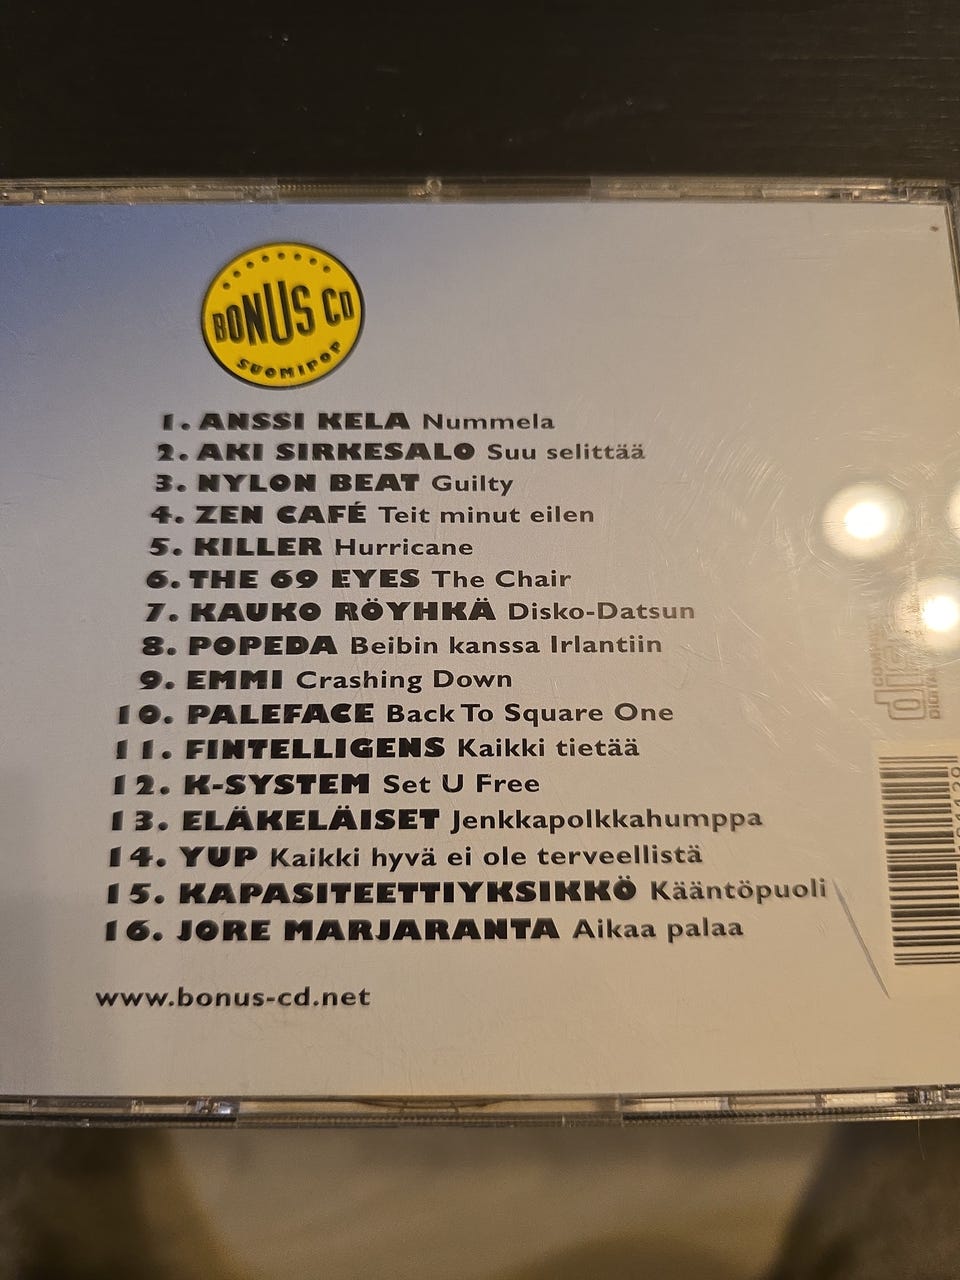 BONUS CD
SUOMIPOP
1. ANSSI KELA Nummela
2. AKI SIRKESALO Suu selittää
3. NYLON BEAT Guilty
4. ZEN CAFÉ Teit minut eilen
5. KILLER Hurricane
6. THE 69 EYES The Chair
7. KAUKO RÖYHKÄ Disko-Datsun
8. POPEDA Beibin kanssa Irlantiin
9. EMMI Crashing Down
10. PALEFACE Back To Square One
11. FINTELLIGENS Kaikki tietää
12. K-SYSTEM Set U Free
13. ELÄKELÄISET Jenkkapolkkahumppa
14. YUP Kaikki hyvä ei ole terveellistä
15. KAPASITEETTIYKSIKKÖ Kääntöpuoli
16. JORE MARJARANTA Aikaa palaa
www.bonus-cd.net